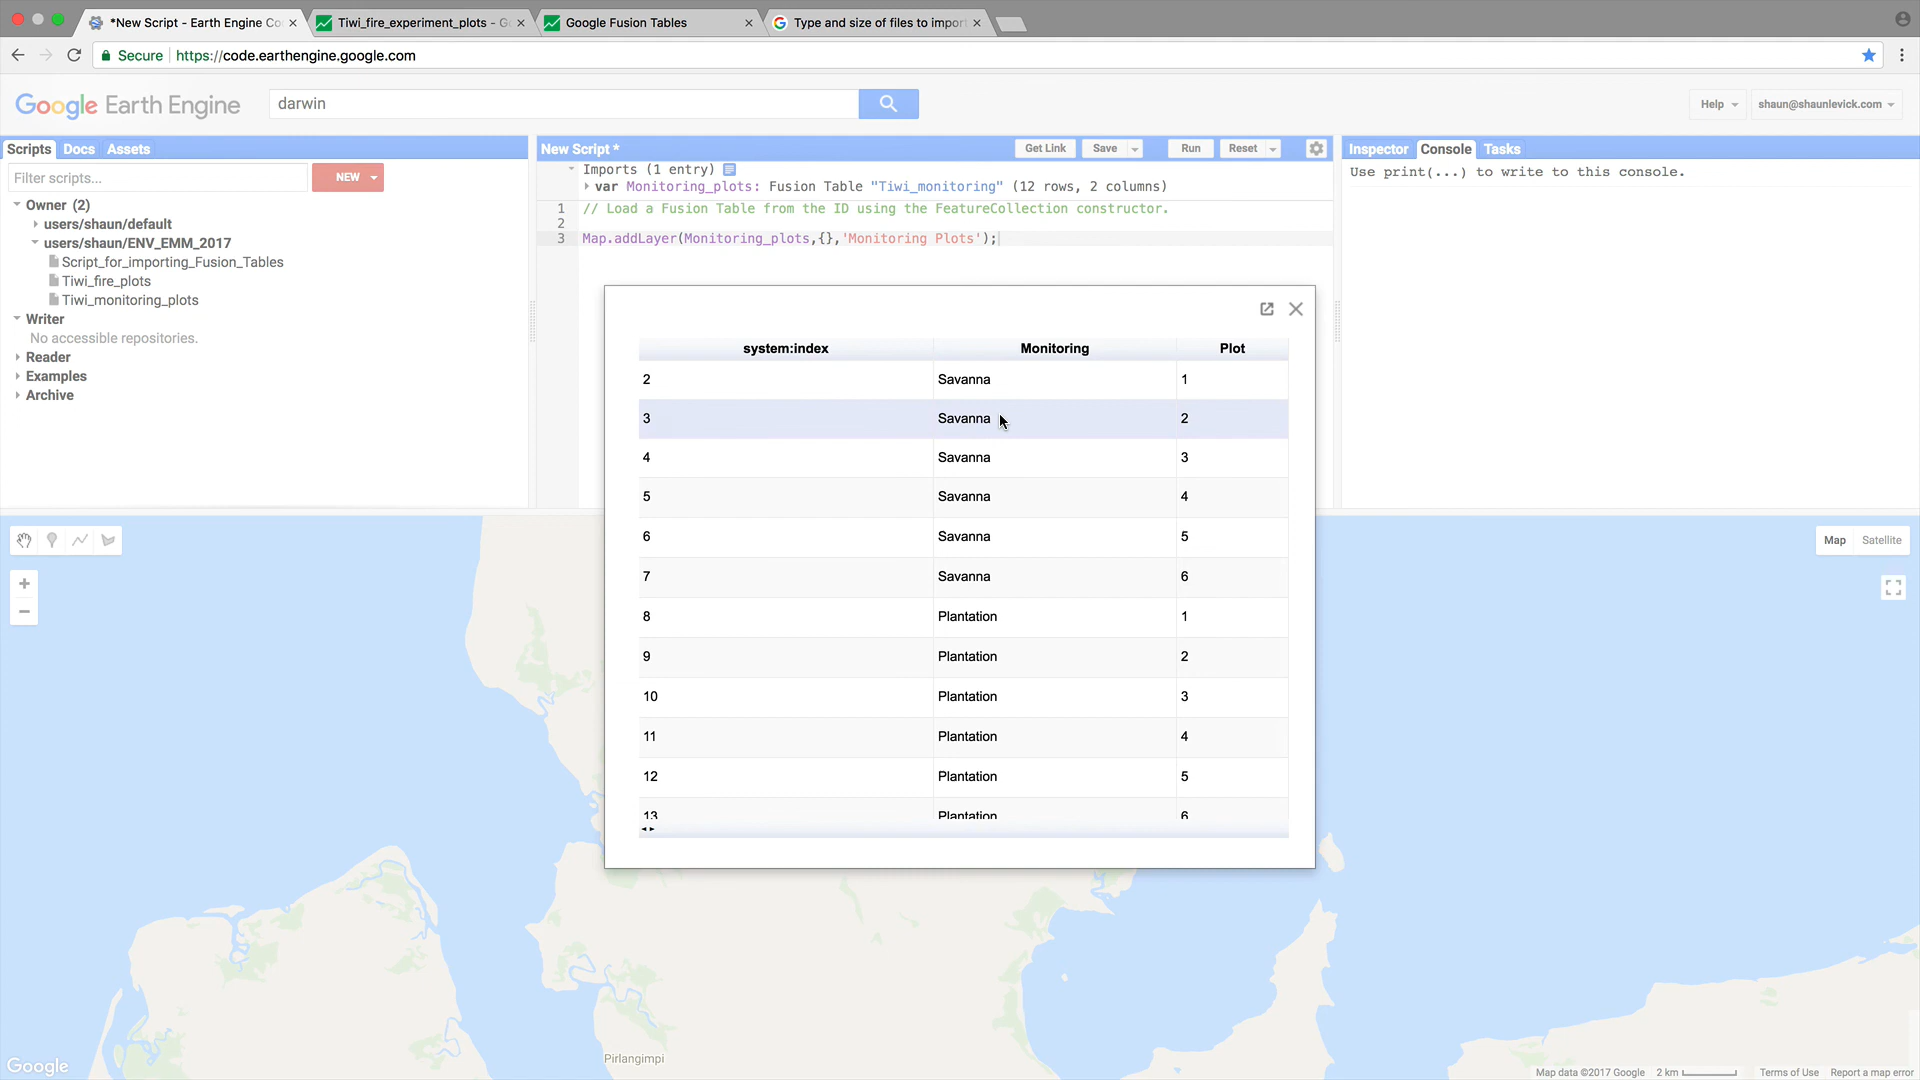 *New Script - Earth Engine Co
Tiwi_fire_experiment_plots - Go
Google Fusion Tables
Type and size of files to import
Secure https://code.earthengine.google.com
Google Earth Engine
darwin
Help
shaun@shaunlevick.com
Scripts Docs Assets
New Script *
Get Link Save Run Reset
Inspector Console Tasks
Filter scripts...
NEW
Imports (1 entry)
var Monitoring_plots: Fusion Table "Tiwi_monitoring" (12 rows, 2 columns)
Use print(...) to write to this console.
1 // Load a Fusion Table from the ID using the FeatureCollection constructor.
2
3 Map.addLayer(Monitoring_plots,{},'Monitoring Plots');
Owner (2)
users/shaun/default
users/shaun/ENV_EMM_2017
Script_for_importing_Fusion_Tables
Tiwi_fire_plots
Tiwi_monitoring_plots
Writer
No accessible repositories.
Reader
Examples
Archive
system:index Monitoring Plot
2 Savanna 1
3 Savanna 2
4 Savanna 3
5 Savanna 4
6 Savanna 5
7 Savanna 6
8 Plantation 1
9 Plantation 2
10 Plantation 3
11 Plantation 4
12 Plantation 5
13 Plantation 6
Map Satellite
Pirlangimpi
Google
Map data ©2017 Google 2 km Terms of Use Report a map error